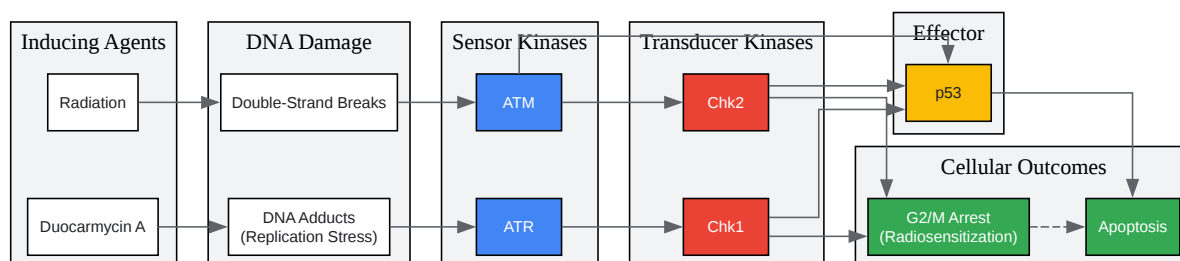 Inducing Agents
Radiation
Duocarmycin A
DNA Damage
Double-Strand Breaks
DNA Adducts
(Replication Stress)
Sensor Kinases
ATM
ATR
Transducer Kinases
Chk2
Chk1
Effector
p53
Cellular Outcomes
G2/M Arrest
(Radiosensitization)
Apoptosis